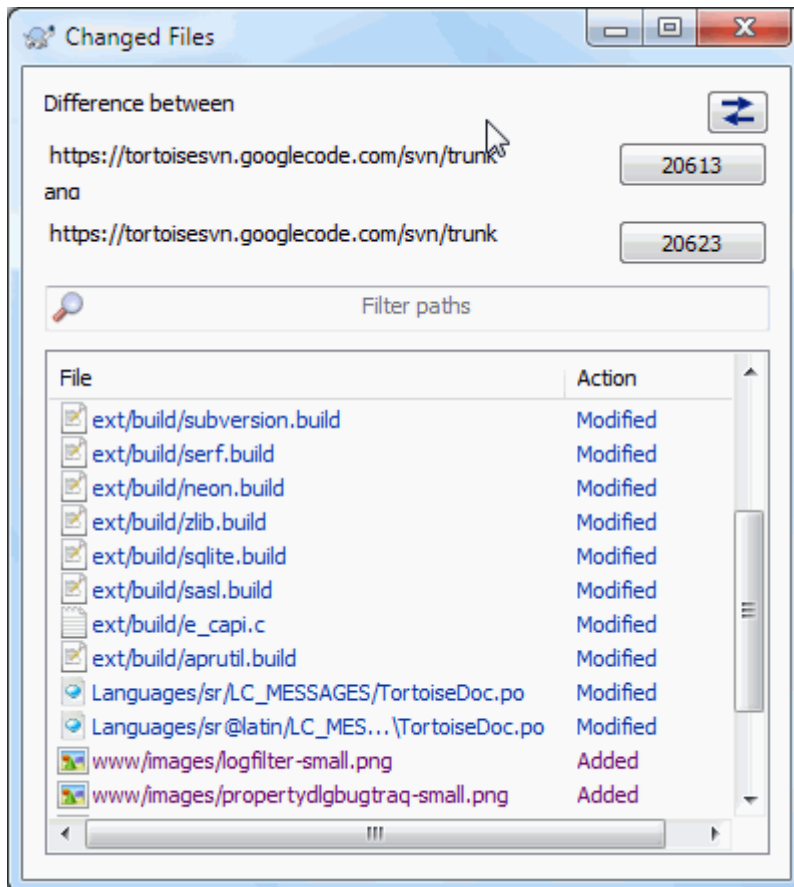 Changed Files
Difference between
https://tortoisesvn.googlecode.com/svn/trunk
20613
and
https://tortoisesvn.googlecode.com/svn/trunk
20623
Filter paths
File Action
ext/build/subversion.build Modified
ext/build/serf.build Modified
ext/build/neon.build Modified
ext/build/zlib.build Modified
ext/build/sqlite.build Modified
ext/build/sasl.build Modified
ext/build/e_capi.c Modified
ext/build/aprutil.build Modified
Languages/sr/LC_MESSAGES/TortoiseDoc.po Modified
Languages/sr@latin/LC_MES...\TortoiseDoc.po Modified
www/images/logfilter-small.png Added
www/images/propertydlgbugtraq-small.png Added